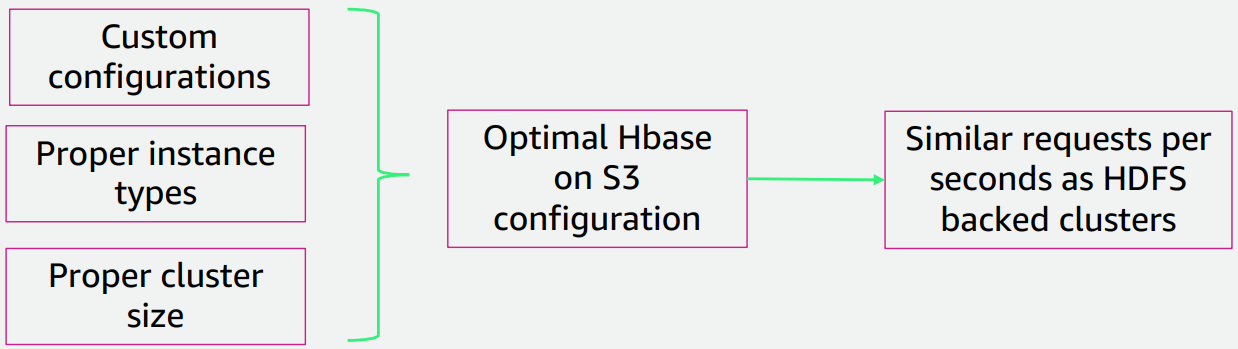 Custom
configurations
Proper instance
types
Proper cluster
size
Optimal Hbase
on S3
configuration
Similar requests per
seconds as HDFS
backed clusters